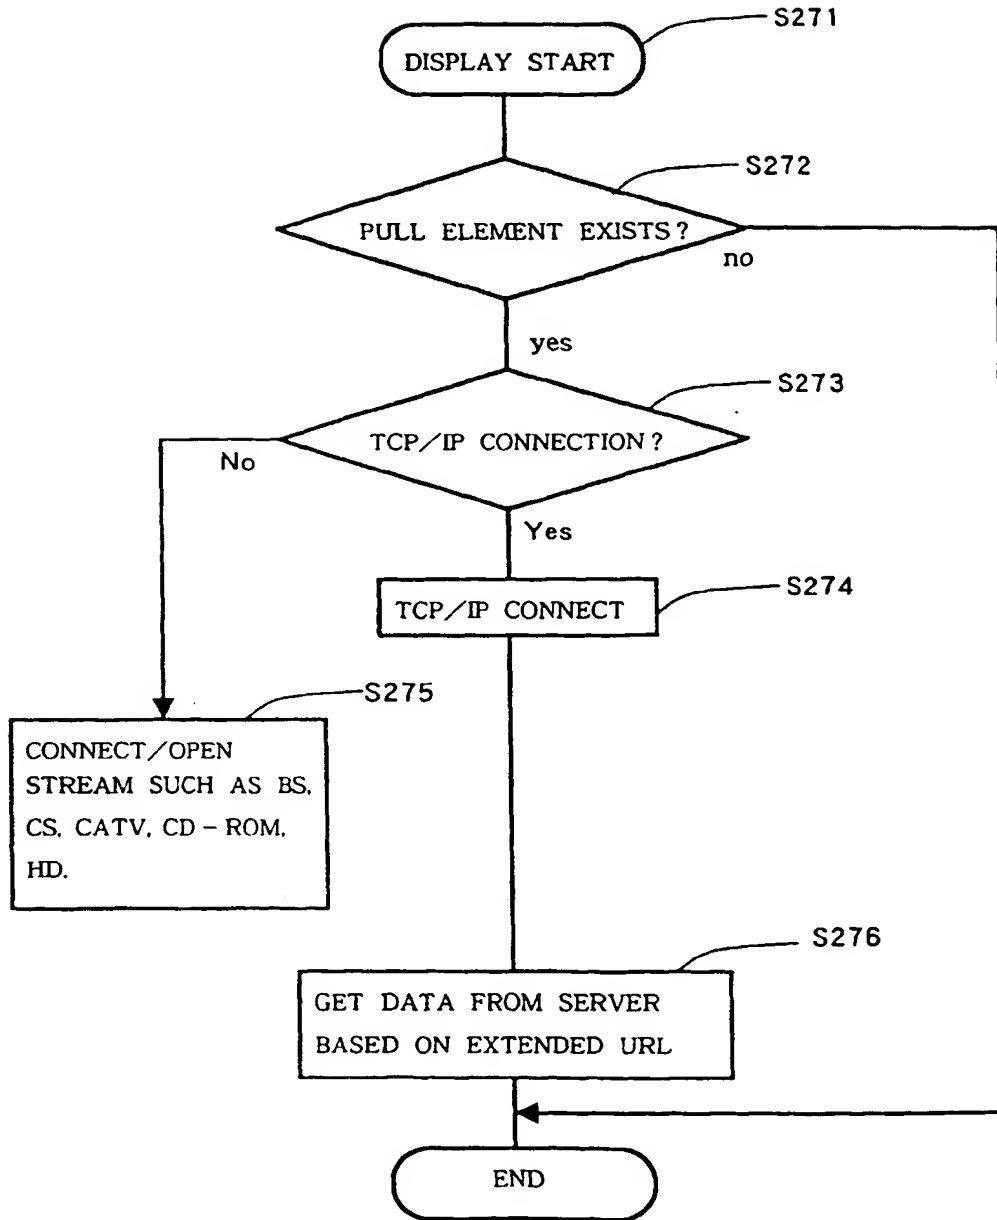 S271
DISPLAY START
S272
PULL ELEMENT EXISTS?
no
yes
S273
TCP/IP CONNECTION?
No
Yes
S274
TCP/IP CONNECT
S275
CONNECT/OPEN
STREAM SUCH AS BS,
CS, CATV, CD-ROM,
HD.
S276
GET DATA FROM SERVER
BASED ON EXTENDED URL
END